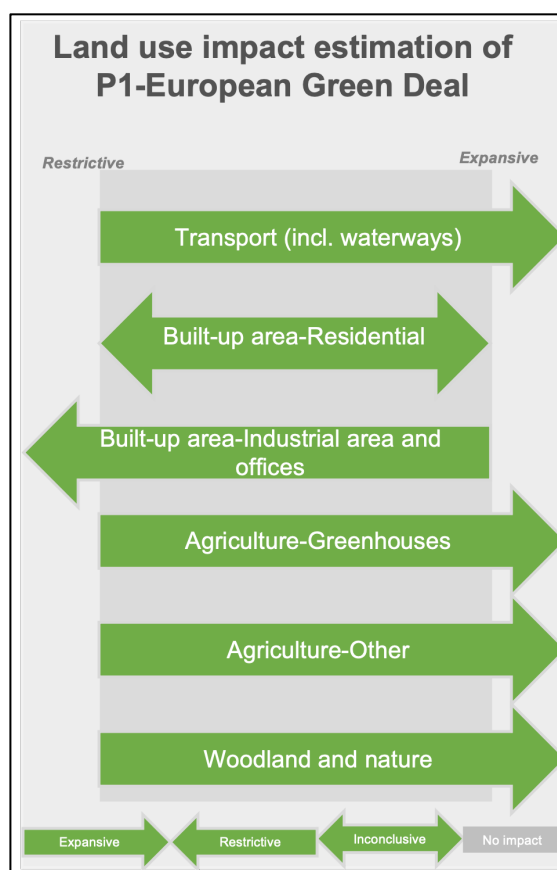 Land use impact estimation of
P1-European Green Deal
Restrictive
Expansive
Transport (incl. waterways)
Built-up area-Residential
Built-up area-Industrial area and
offices
Agriculture-Greenhouses
Agriculture-Other
Woodland and nature
Expansive
Restrictive
Inconclusive
No impact